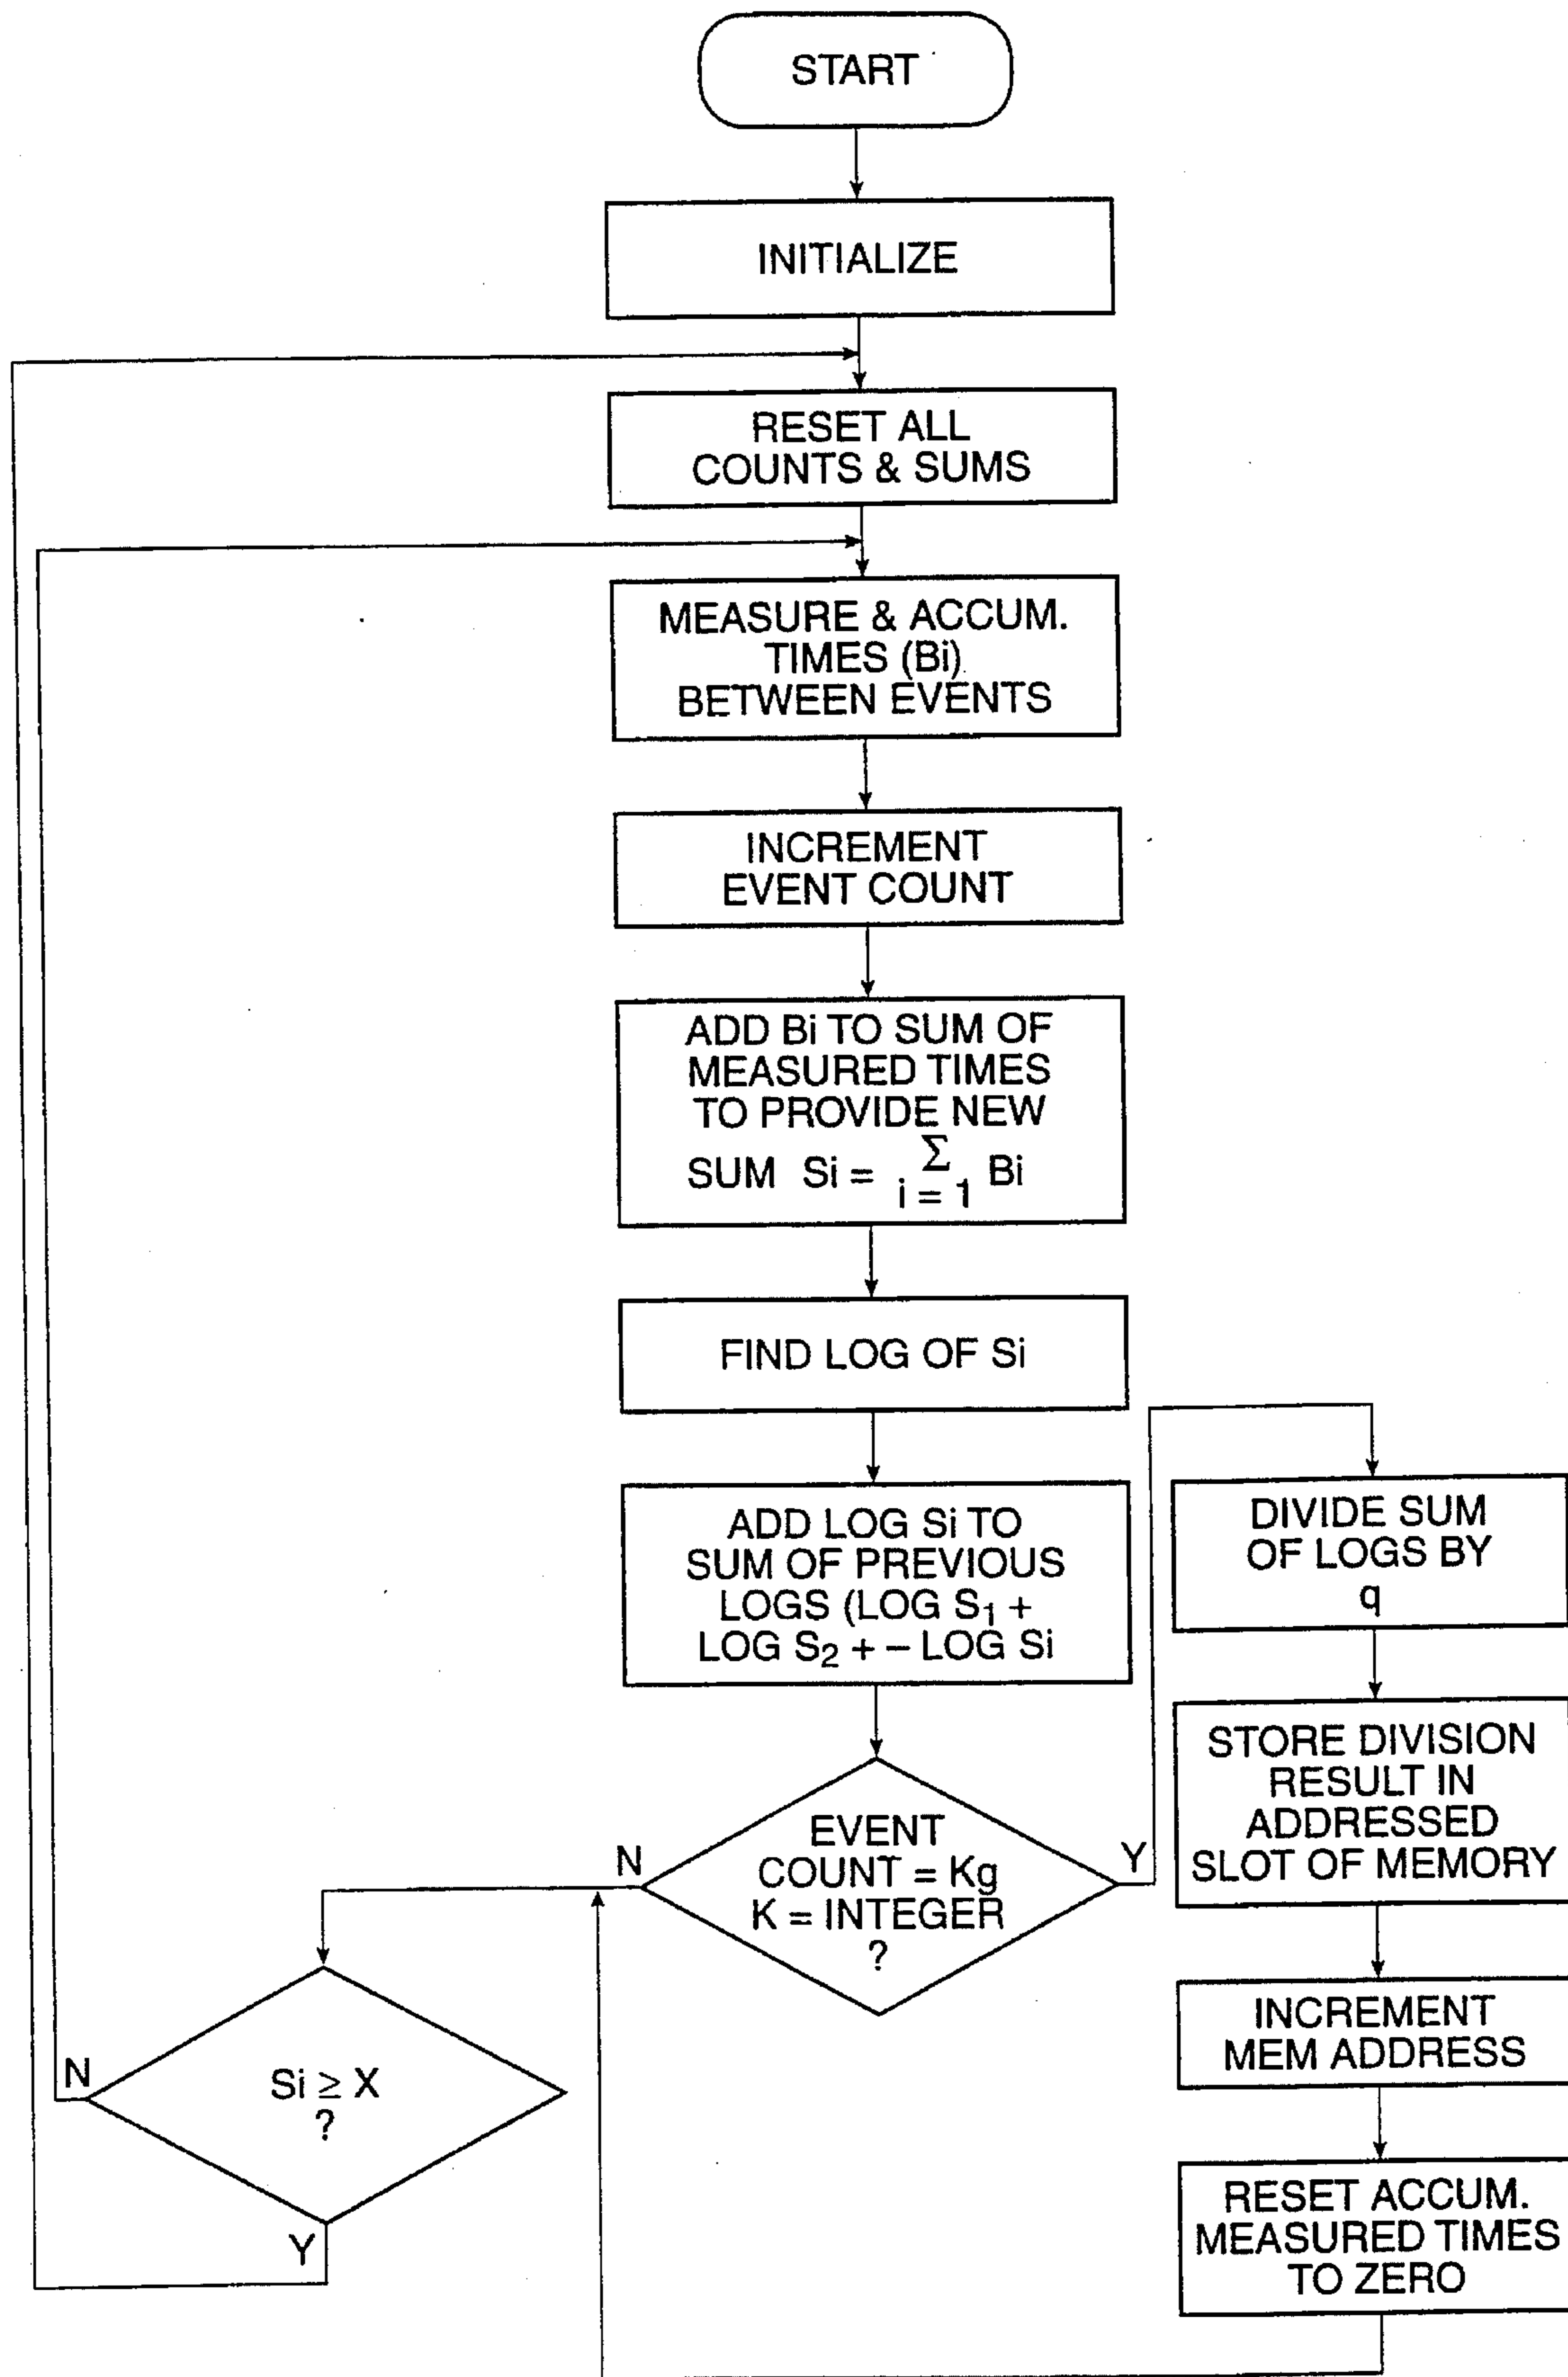 START
INITIALIZE
RESET ALL
COUNTS & SUMS
MEASURE & ACCUM.
TIMES (Bi)
BETWEEN EVENTS
INCREMENT
EVENT COUNT
ADD Bi TO SUM OF
MEASURED TIMES
TO PROVIDE NEW
SUM Si = Σ i = 1 Bi
FIND LOG OF Si
ADD LOG Si TO
SUM OF PREVIOUS
LOGS (LOG S₁ +
LOG S₂ + – LOG Si
EVENT
COUNT = Kg
K = INTEGER
?
N
Y
Si ≥ X
?
N
Y
DIVIDE SUM
OF LOGS BY
q
STORE DIVISION
RESULT IN
ADDRESSED
SLOT OF MEMORY
INCREMENT
MEM ADDRESS
RESET ACCUM.
MEASURED TIMES
TO ZERO